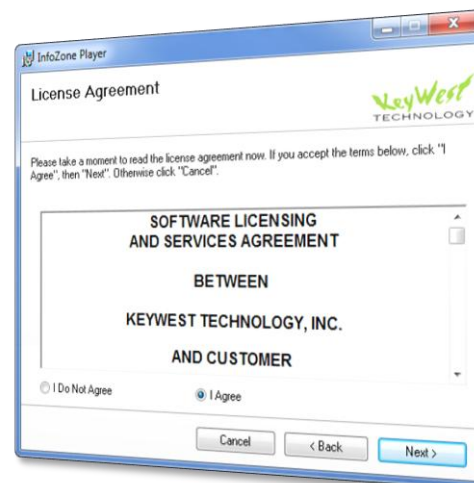 InfoZone Player
License Agreement
KeyWest
TECHNOLOGY
Please take a moment to read the license agreement now. If you accept the terms below, click "I
Agree", then "Next". Otherwise click "Cancel".
SOFTWARE LICENSING
AND SERVICES AGREEMENT
BETWEEN
KEYWEST TECHNOLOGY, INC.
AND CUSTOMER
I Do Not Agree
I Agree
Cancel
< Back
Next >